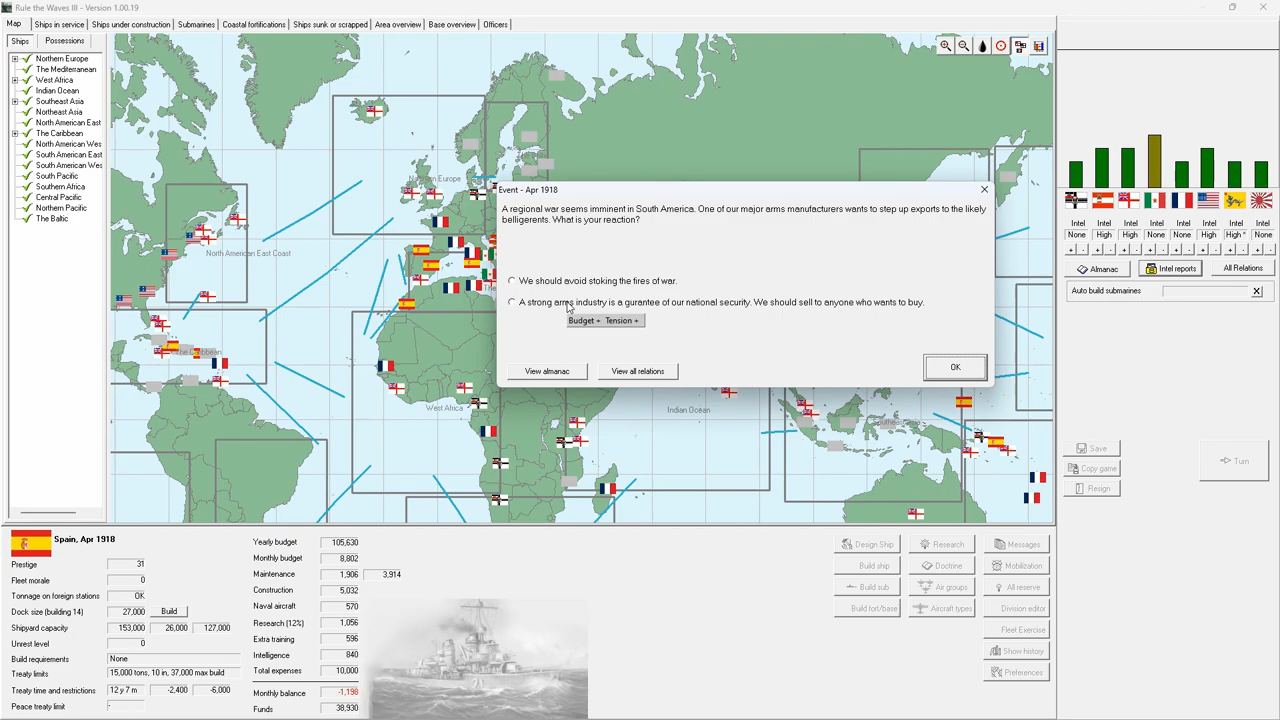 Rule the Waves III - Version 1.00.19
Map Ships in service Ships under construction Submarines Coastal fortifications Ships sunk or scrapped Area overview Base overview Officers
Ships Possessions
Northern Europe
The Mediterranean
West Africa
Indian Ocean
Southeast Asia
Northeast Asia
North American East
The Caribbean
North American Wes
South American East
South American Wes
South Pacific
Southern Africa
Central Pacific
Northern Pacific
The Baltic
Northern Europe
North American East Coast
The Caribbean
West Africa
Indian Ocean
Southeast Asia
Event - Apr 1918
A regional war seems imminent in South America. One of our major arms manufacturers wants to step up exports to the likely
belligerents. What is your reaction?
We should avoid stoking the fires of war.
A strong arms industry is a gurantee of our national security. We should sell to anyone who wants to buy.
Budget + Tension +
View almanac View all relations OK
Intel Intel Intel Intel Intel Intel Intel Intel
None High High None None High High * None
+ - + - + - + - + - + - + - + -
Almanac Intel reports All Relations
Auto build submarines X
Save
Copy game
Resign
Turn
Spain, Apr 1918
Prestige 31
Fleet morale 0
Tonnage on foreign stations OK
Dock size (building 14) 27,000 Build
Shipyard capacity 153,000 26,000 127,000
Unrest level 0
Build requirements None
Treaty limits 15,000 tons, 10 in, 37,000 max build
Treaty time and restrictions 12 y 7 m -2,400 -6,000
Peace treaty limit -
Yearly budget 105,630
Monthly budget 8,802
Maintenance 1,906 3,914
Construction 5,032
Naval aircraft 570
Research (12%) 1,056
Extra training 596
Intelligence 840
Total expenses 10,000
Monthly balance -1,198
Funds 38,930
Design Ship Research Messages
Build ship Doctrine Mobilization
Build sub Air groups All reserve
Build fort/base Aircraft types Division editor
Fleet Exercise
Show history
Preferences